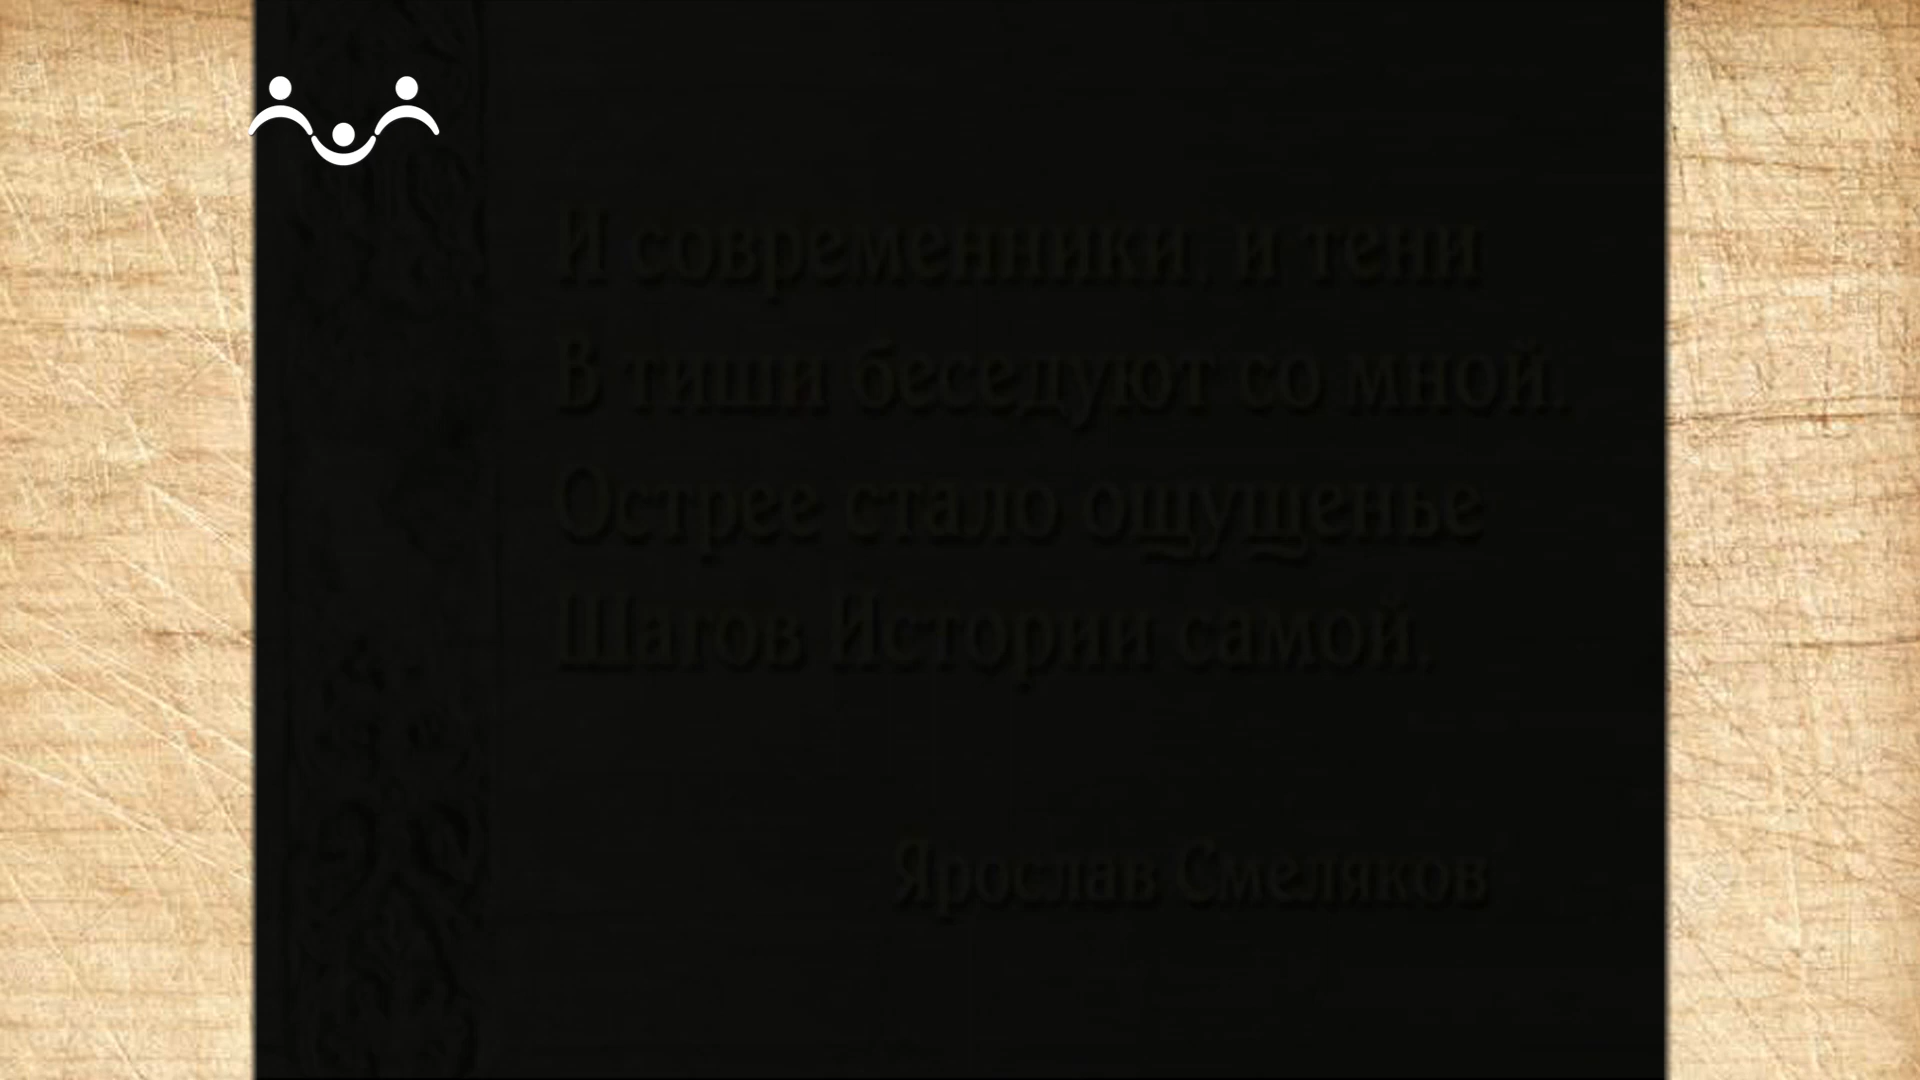 И современники, и тени
В тиши беседуют со мной.
Острее стало ощущенье
Шагов Истории самой.
Ярослав Смеляков